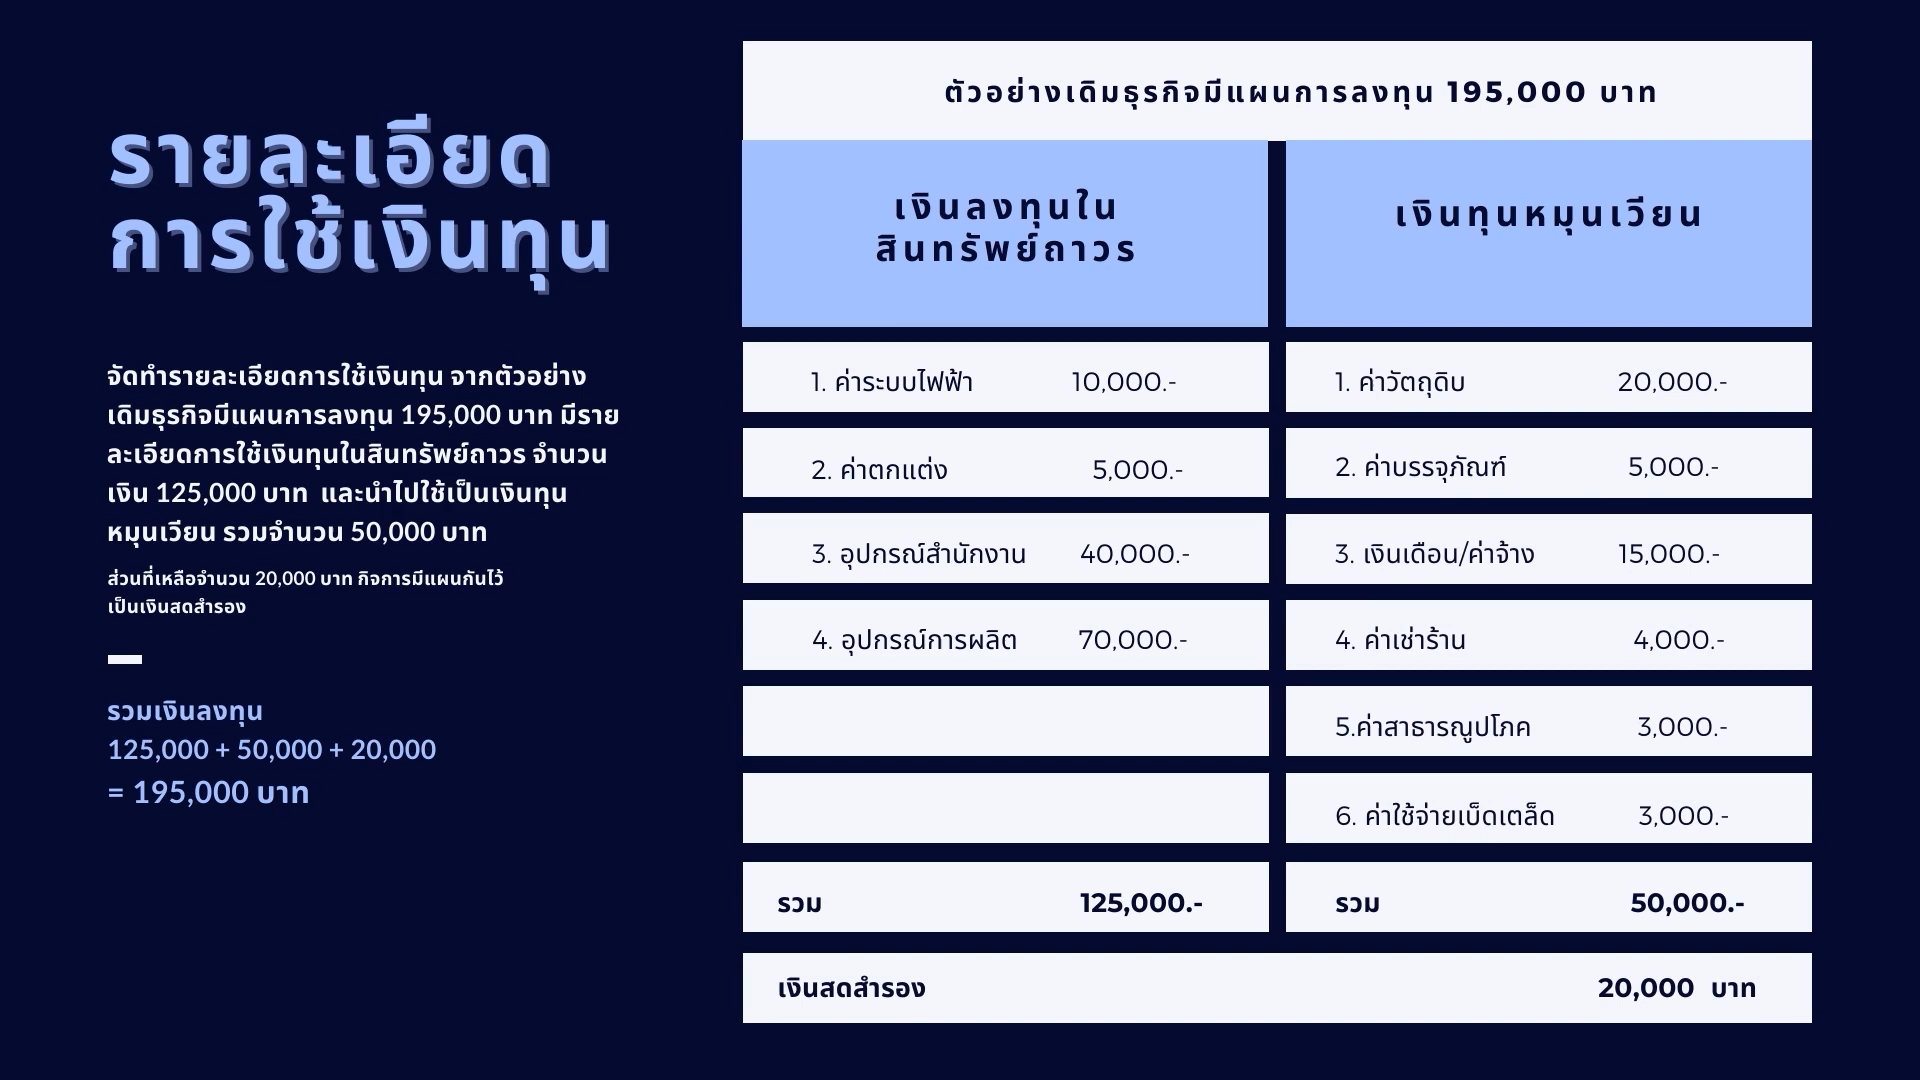 รายละเอียด
การใช้เงินทุน
จัดทำรายละเอียดการใช้เงินทุน จากตัวอย่าง
เดิมธุรกิจมีแผนการลงทุน 195,000 บาท มีราย
ละเอียดการใช้เงินทุนในสินทรัพย์ถาวร จำนวน
เงิน 125,000 บาท และนำไปใช้เป็นเงินทุน
หมุนเวียน รวมจำนวน 50,000 บาท
ส่วนที่เหลือจำนวน 20,000 บาท กิจการมีแผนกันไว้
เป็นเงินสดสำรอง
รวมเงินลงทุน
125,000 + 50,000 + 20,000
= 195,000 บาท
ตัวอย่างเดิมธุรกิจมีแผนการลงทุน 195,000 บาท
เงินลงทุนใน
สินทรัพย์ถาวร
เงินทุนหมุนเวียน
1. ค่าระบบไฟฟ้า 10,000.-
1. ค่าวัตถุดิบ 20,000.-
2. ค่าตกแต่ง 5,000.-
2. ค่าบรรจุภัณฑ์ 5,000.-
3. อุปกรณ์สำนักงาน 40,000.-
3. เงินเดือน/ค่าจ้าง 15,000.-
4. อุปกรณ์การผลิต 70,000.-
4. ค่าเช่าร้าน 4,000.-
5.ค่าสาธารณูปโภค 3,000.-
6. ค่าใช้จ่ายเบ็ดเตล็ด 3,000.-
รวม 125,000.-
รวม 50,000.-
เงินสดสำรอง 20,000 บาท